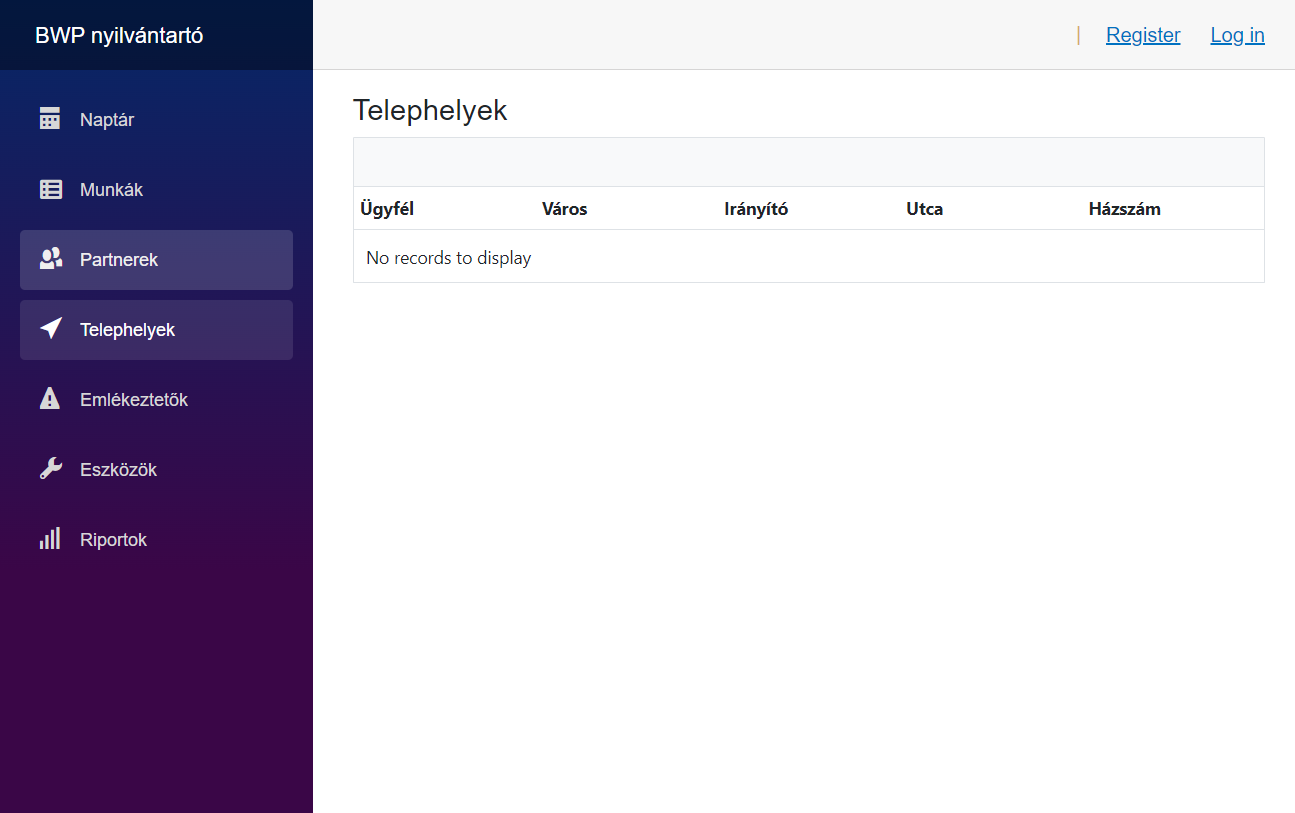 BWP nyilvántartó
| Register Log in
Naptár
Munkák
Partnerek
Telephelyek
Emlékeztetők
Eszközök
Riportok
Telephelyek
Ügyfél Város Irányító Utca Házszám
No records to display